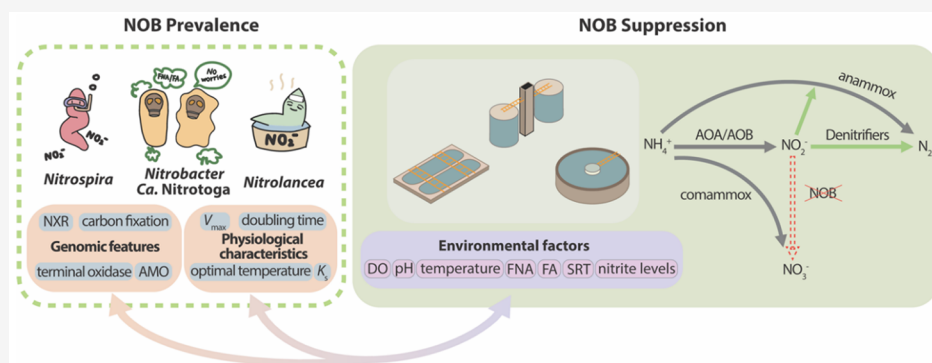 NOB Prevalence
NOB Suppression
FNA/FA
No worries
NO₂⁻
NO₂⁻
NO₂⁻
Nitrospira
Nitrobacter
Ca. Nitrotoga
Nitrolancea
NXR carbon fixation
Genomic features
terminal oxidase AMO
Vmax doubling time
Physiological
characteristics
optimal temperature Ks
Environmental factors
DO pH temperature FNA FA SRT nitrite levels
anammox
NH₄⁺ AOA/AOB NO₂⁻ Denitrifiers N₂
comammox
NOB
NO₃⁻